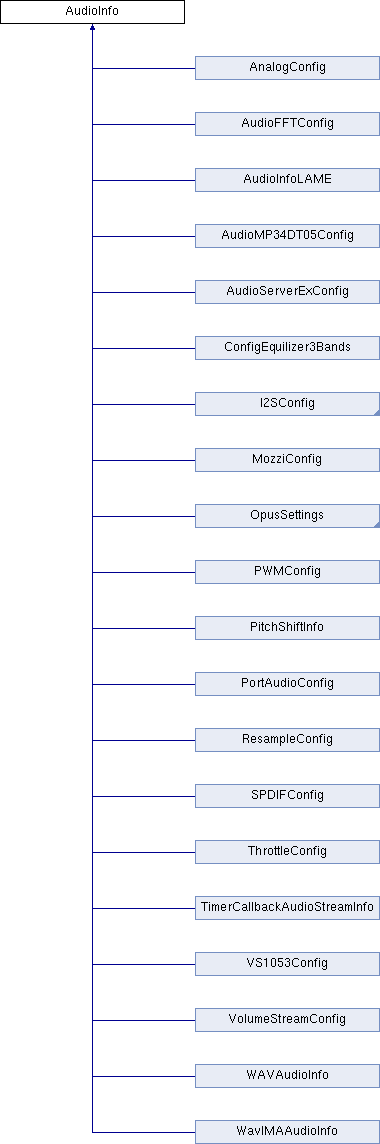 AudioInfo
AnalogConfig
AudioFFTConfig
AudioInfoLAME
AudioMP34DT05Config
AudioServerExConfig
ConfigEquilizer3Bands
I2SConfig
MozziConfig
OpusSettings
PWMConfig
PitchShiftInfo
PortAudioConfig
ResampleConfig
SPDIFConfig
ThrottleConfig
TimerCallbackAudioStreamInfo
VS1053Config
VolumeStreamConfig
WAVAudioInfo
WavIMAAudioInfo